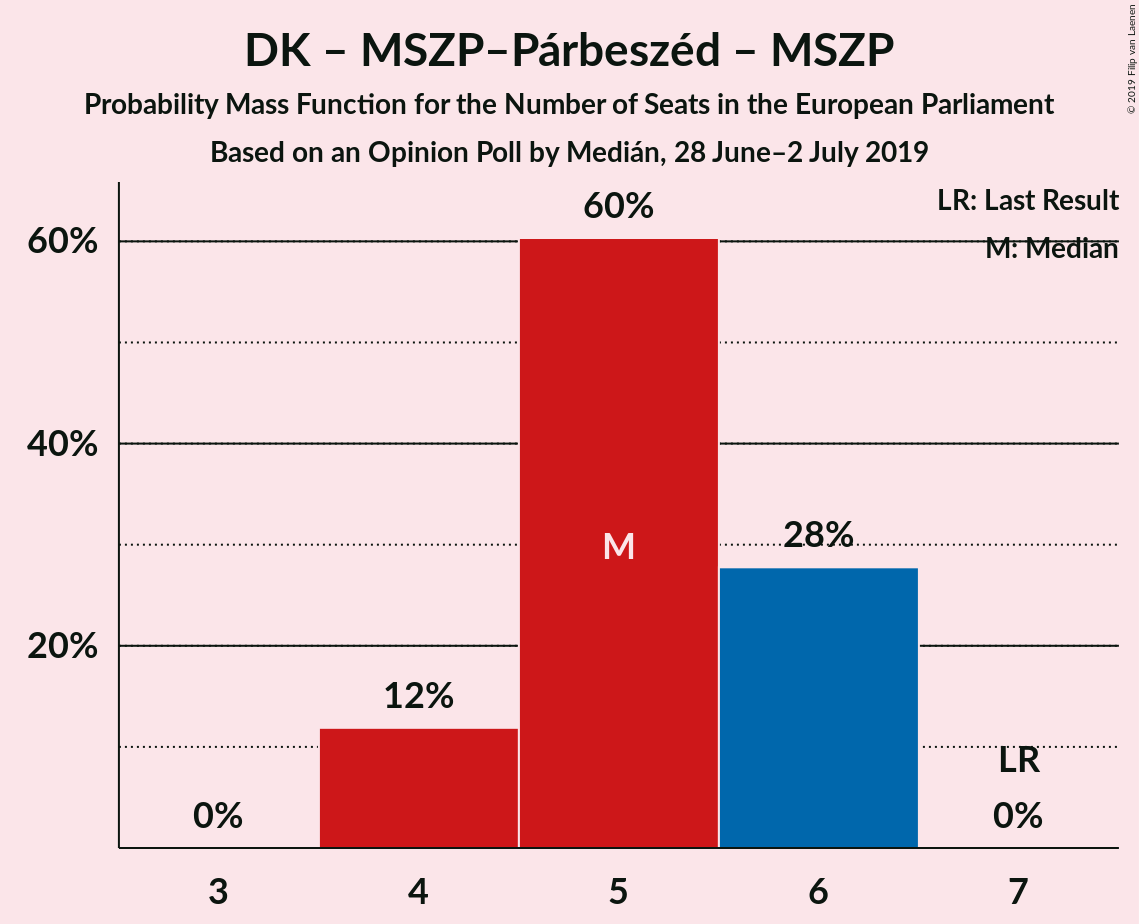 DK – MSZP–Párbeszéd – MSZP
Probability Mass Function for the Number of Seats in the European Parliament
Based on an Opinion Poll by Medián, 28 June–2 July 2019
© 2019 Filip van Laenen
LR: Last Result
M: Median
60%
40%
20%
0%
12%
60%
M
28%
LR
0%
3
4
5
6
7